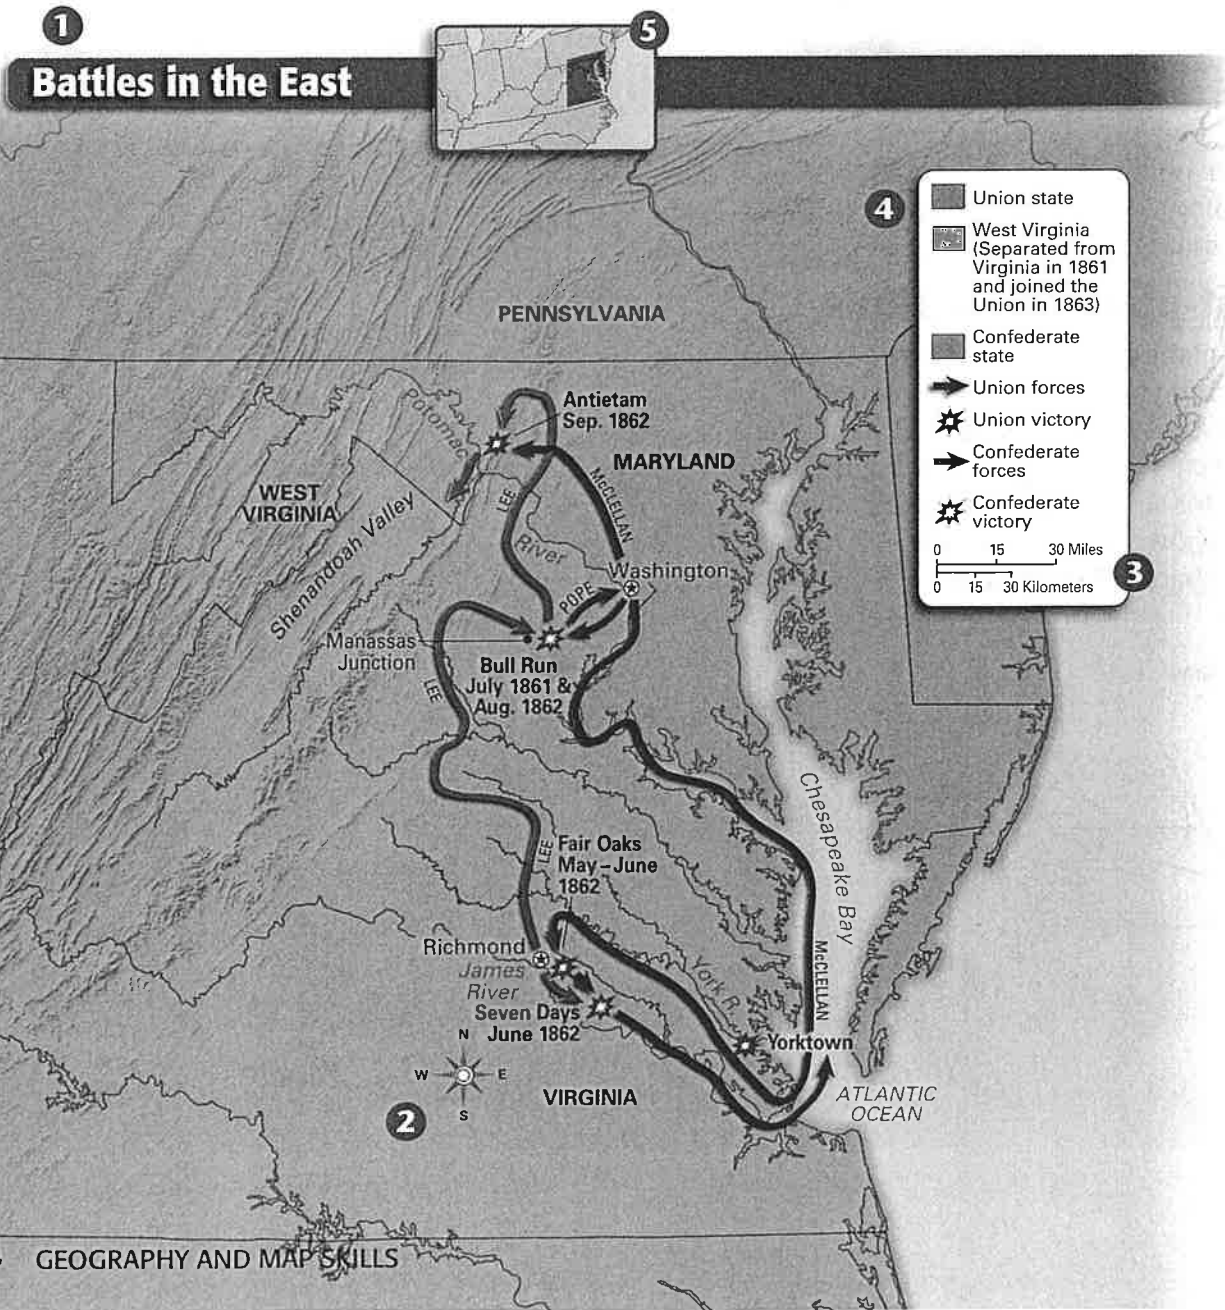 1
5
Battles in the East
4
Union state
West Virginia
(Separated from
Virginia in 1861
and joined the
Union in 1863)
Confederate
state
Union forces
Union victory
Confederate
forces
Confederate
victory
0 15 30 Miles
0 15 30 Kilometers
3
PENNSYLVANIA
Antietam
Sep. 1862
Potomac
MARYLAND
WEST
VIRGINIA
McCLELLAN
LEE
Shenandoah Valley
River
Washington
POPE
Manassas
Junction
Bull Run
July 1861 &
Aug. 1862
LEE
Chesapeake Bay
LEE
Fair Oaks
May–June
1862
Richmond
James
River
York R.
McCLELLAN
Seven Days
June 1862
Yorktown
N
W E
S
VIRGINIA
ATLANTIC
OCEAN
2
GEOGRAPHY AND MAP SKILLS